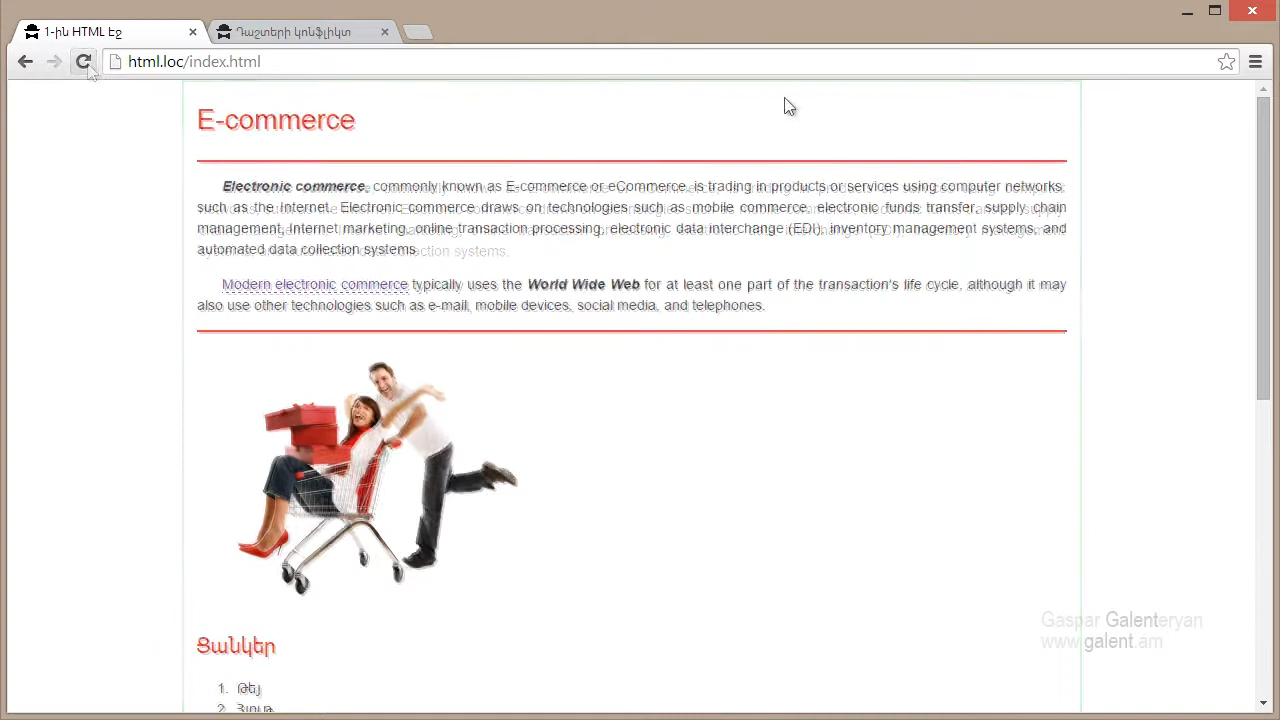 1-ին HTML էջ
Դաշտերի կոնֆլիկտ
html.loc/index.html
E-commerce
Electronic commerce, commonly known as E-commerce or eCommerce, is trading in products or services using computer networks,
such as the Internet. Electronic commerce draws on technologies such as mobile commerce, electronic funds transfer, supply chain
management, Internet marketing, online transaction processing, electronic data interchange (EDI), inventory management systems, and
automated data collection systems.
Modern electronic commerce typically uses the World Wide Web for at least one part of the transaction's life cycle, although it may
also use other technologies such as e-mail, mobile devices, social media, and telephones.
Ցանկեր
1. Թեյ
2. Հյութ
Gaspar Galenteryan
www.galent.am